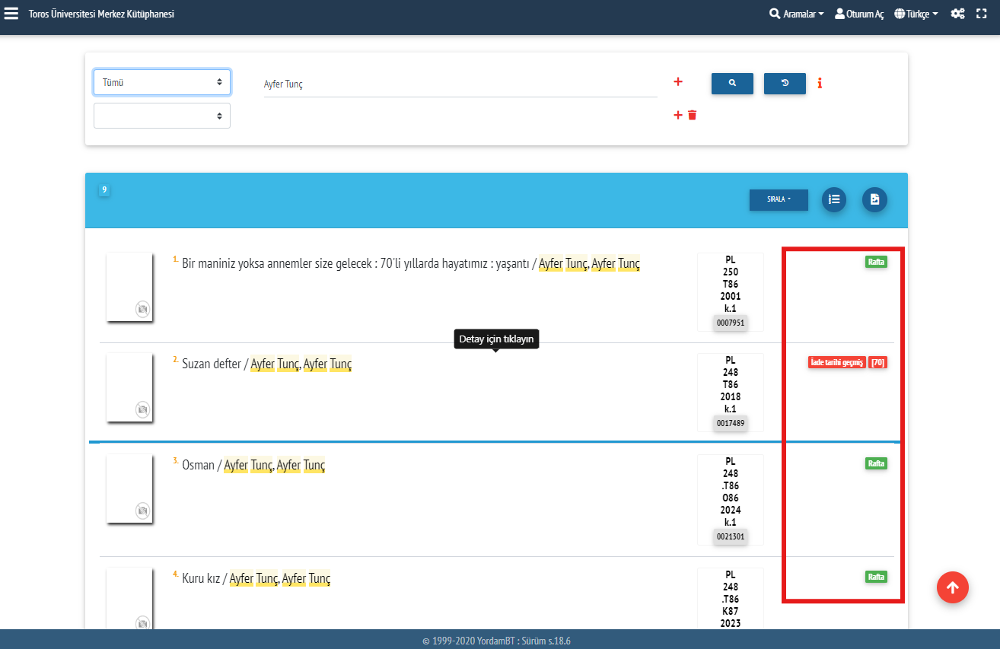 Toros Üniversitesi Merkez Kütüphanesi
Aramalar
Oturum Aç
Türkçe
Tümü
Ayfer Tunç
9
SIRALA
1. Bir maniniz yoksa annemler size gelecek : 70'li yıllarda hayatımız : yaşantı / Ayfer Tunç, Ayfer Tunç
PL
250
T86
2001
k.1
0007951
Rafta
Detay için tıklayın
2. Suzan defter / Ayfer Tunç, Ayfer Tunç
PL
248
T86
2018
k.1
0017489
İade tarihi geçmiş [70]
3. Osman / Ayfer Tunç, Ayfer Tunç
PL
248
.T86
O86
2024
k.1
0021301
Rafta
4. Kuru kız / Ayfer Tunç, Ayfer Tunç
PL
248
.T86
K87
2023
Rafta
© 1999-2020 YordamBT : Sürüm s.18.6